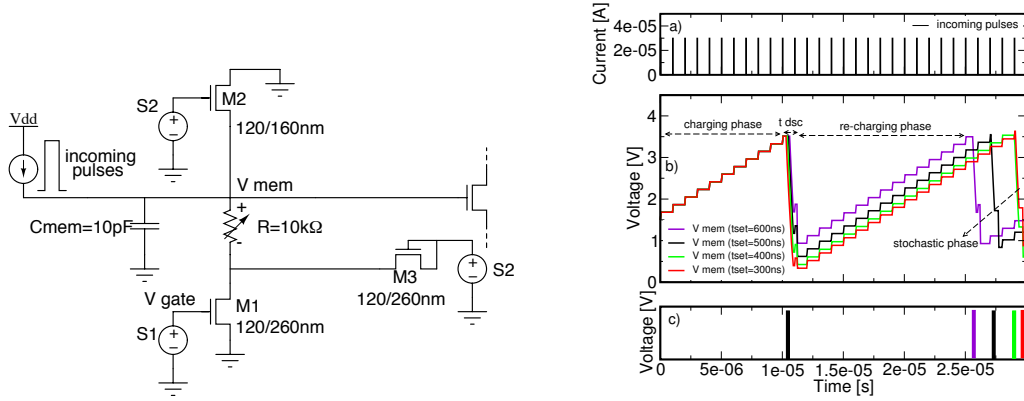 S2
M2
120/160nm
Vdd
incoming
pulses
V mem
+
-
Cmem=10pF
R=10kΩ
M3
120/260nm
S2
V gate
M1
S1
120/260nm
Current [A]
4e-05
2e-05
0
a)
incoming pulses
Voltage [V]
4
3
2
1
0
b)
charging phase
t dsc
re-charging phase
stochastic phase
V mem (tset=600ns)
V mem (tset=500ns)
V mem (tset=400ns)
V mem (tset=300ns)
Voltage [V]
c)
0
5e-06
1e-05
1.5e-05
2e-05
2.5e-05
Time [s]